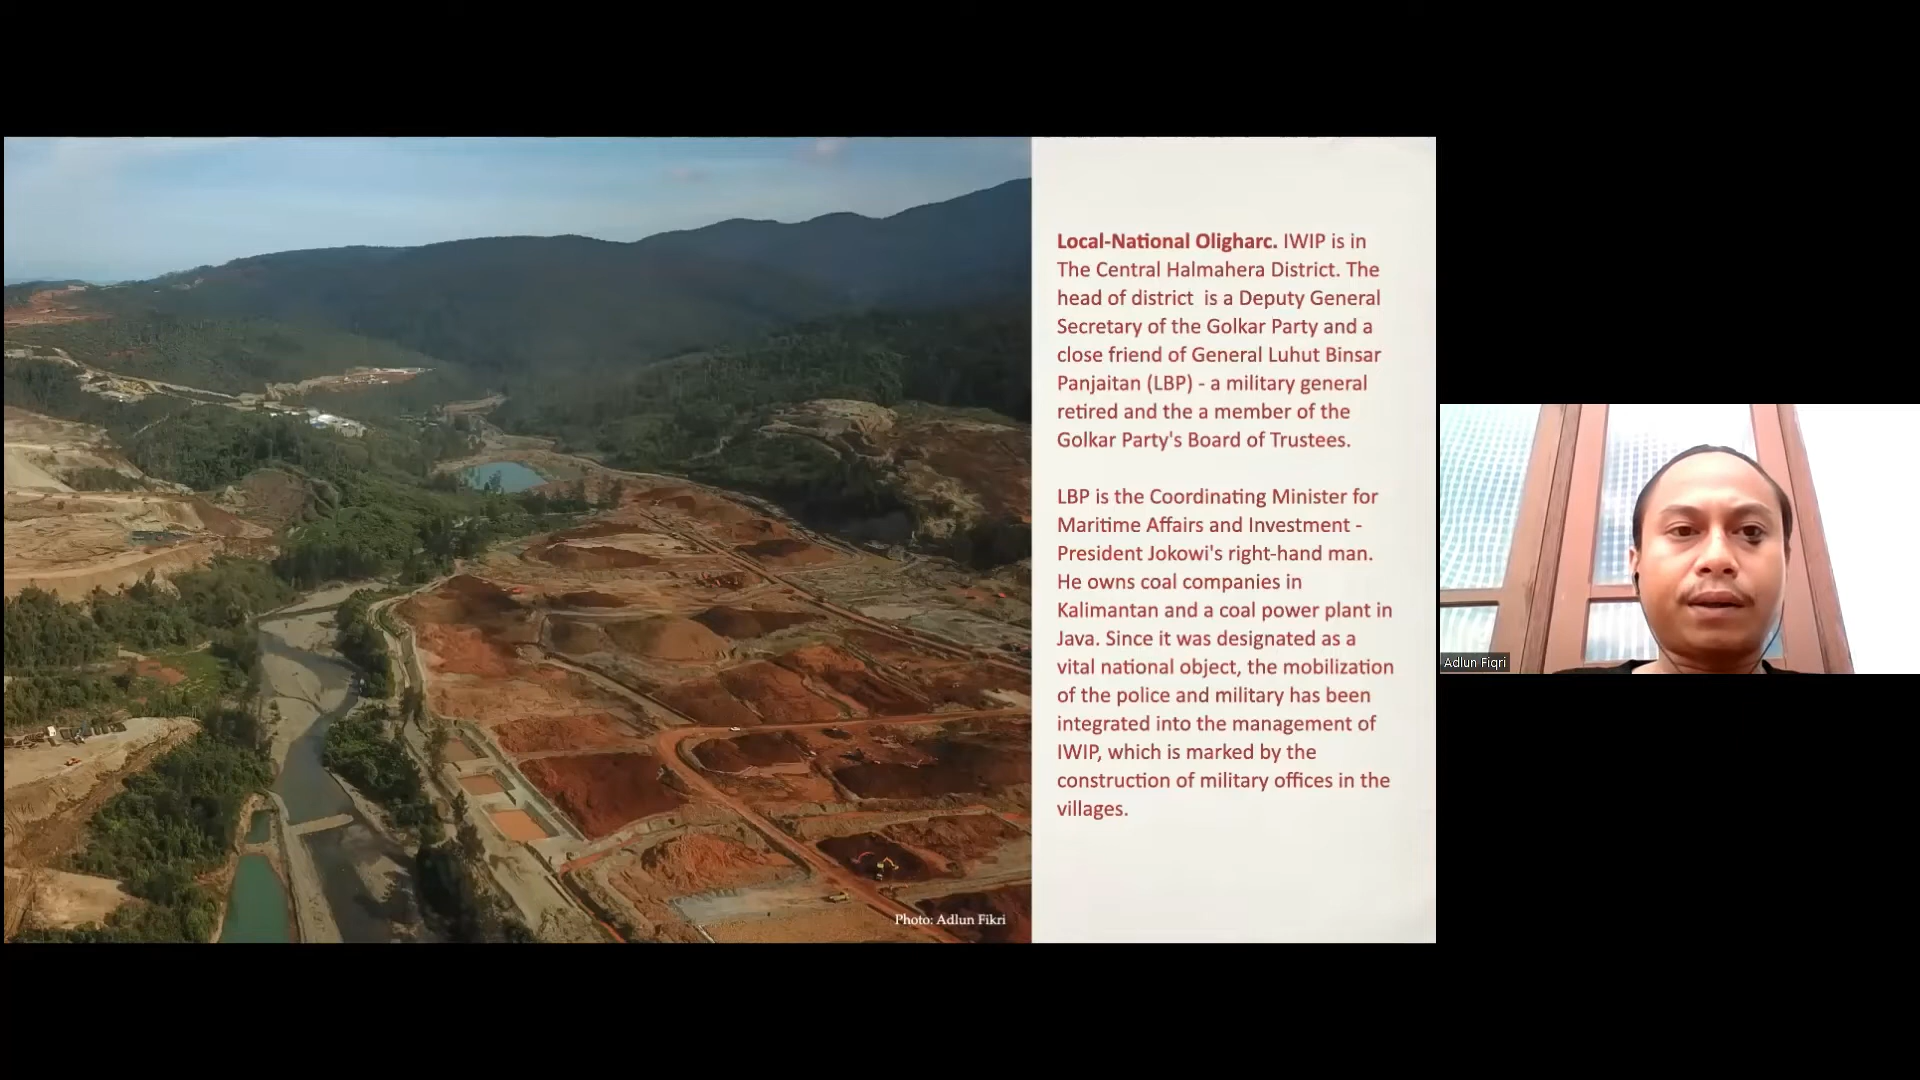 Local-National Oligharc. IWIP is in
The Central Halmahera District. The
head of district  is a Deputy General
Secretary of the Golkar Party and a
close friend of General Luhut Binsar
Panjaitan (LBP) - a military general
retired and the a member of the
Golkar Party's Board of Trustees.
LBP is the Coordinating Minister for
Maritime Affairs and Investment -
President Jokowi's right-hand man.
He owns coal companies in
Kalimantan and a coal power plant in
Java. Since it was designated as a
vital national object, the mobilization
of the police and military has been
integrated into the management of
IWIP, which is marked by the
construction of military offices in the
villages.
Photo: Adlun Fikri
Adlun Fiqri